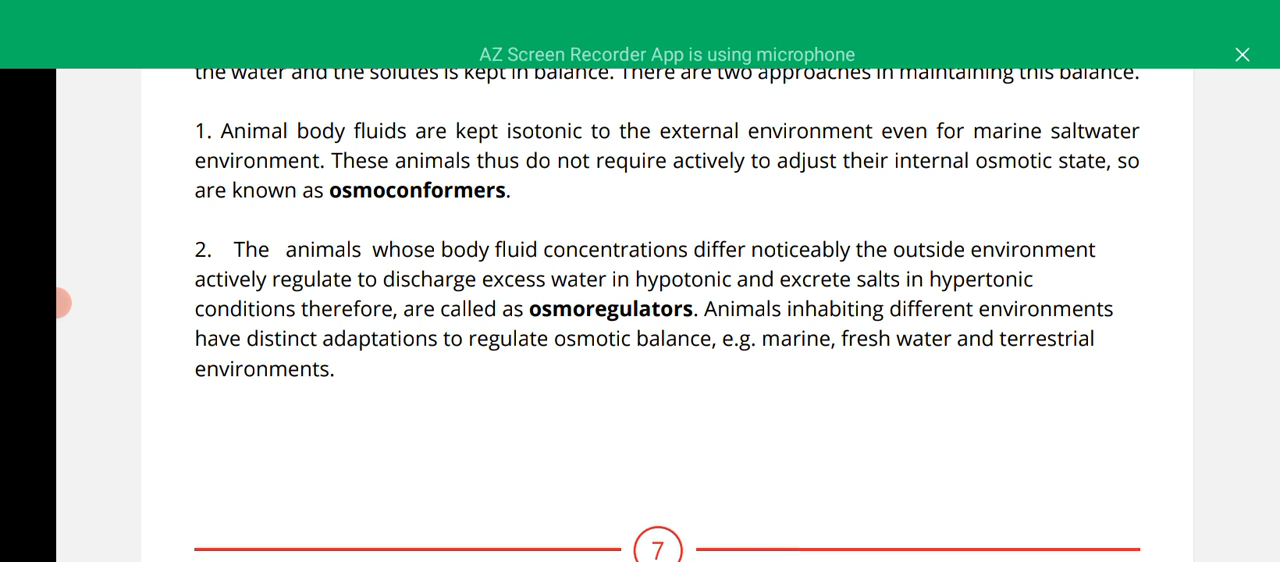 AZ Screen Recorder App is using microphone
the water and the solutes is kept in balance. There are two approaches in maintaining this balance.
1. Animal body fluids are kept isotonic to the external environment even for marine saltwater
environment. These animals thus do not require actively to adjust their internal osmotic state, so
are known as osmoconformers.
2. The animals whose body fluid concentrations differ noticeably the outside environment
actively regulate to discharge excess water in hypotonic and excrete salts in hypertonic
conditions therefore, are called as osmoregulators. Animals inhabiting different environments
have distinct adaptations to regulate osmotic balance, e.g. marine, fresh water and terrestrial
environments.
7